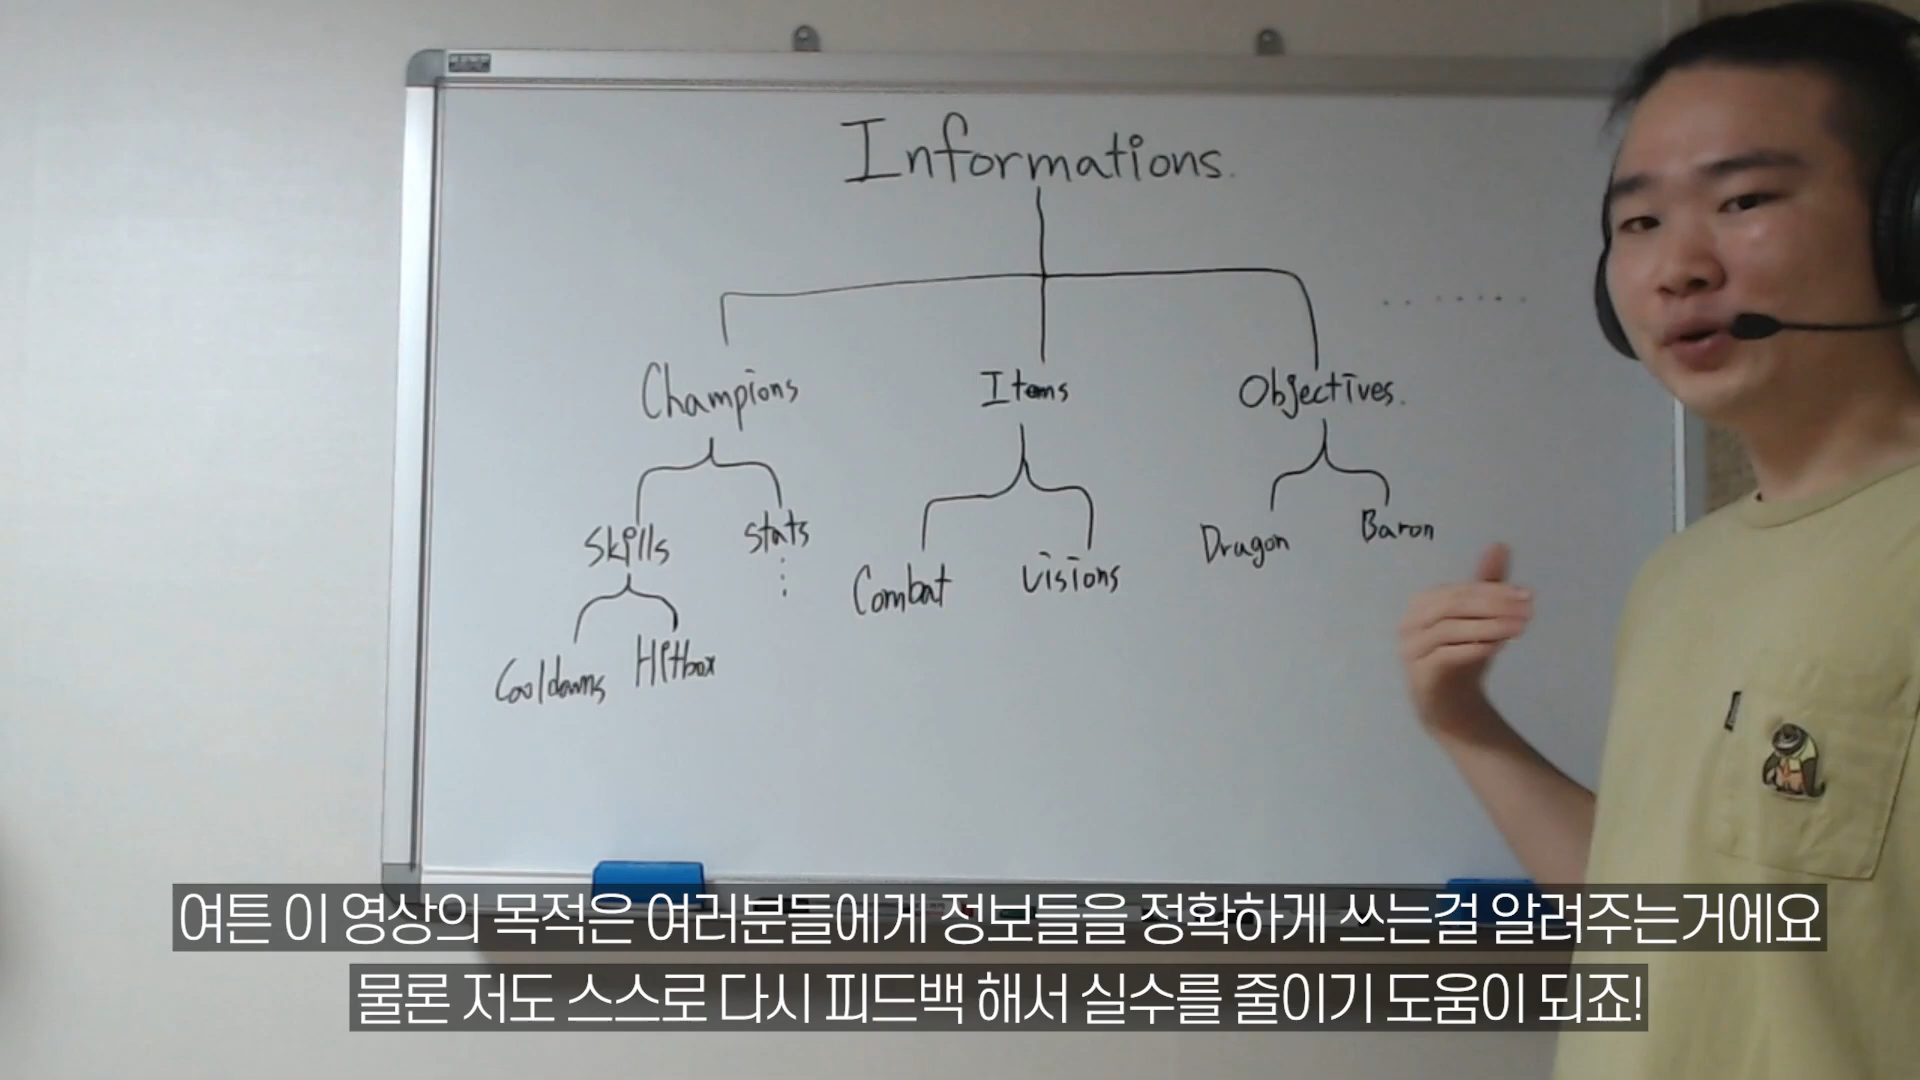 Informations.
Champions Items Objectives.
Skills Stats Combat Visions Dragon Baron
Cooldowns Hitbox
여튼 이 영상의 목적은 여러분들에게 정보들을 정확하게 쓰는걸 알려주는거에요
물론 저도 스스로 다시 피드백 해서 실수를 줄이기 도움이 되죠!